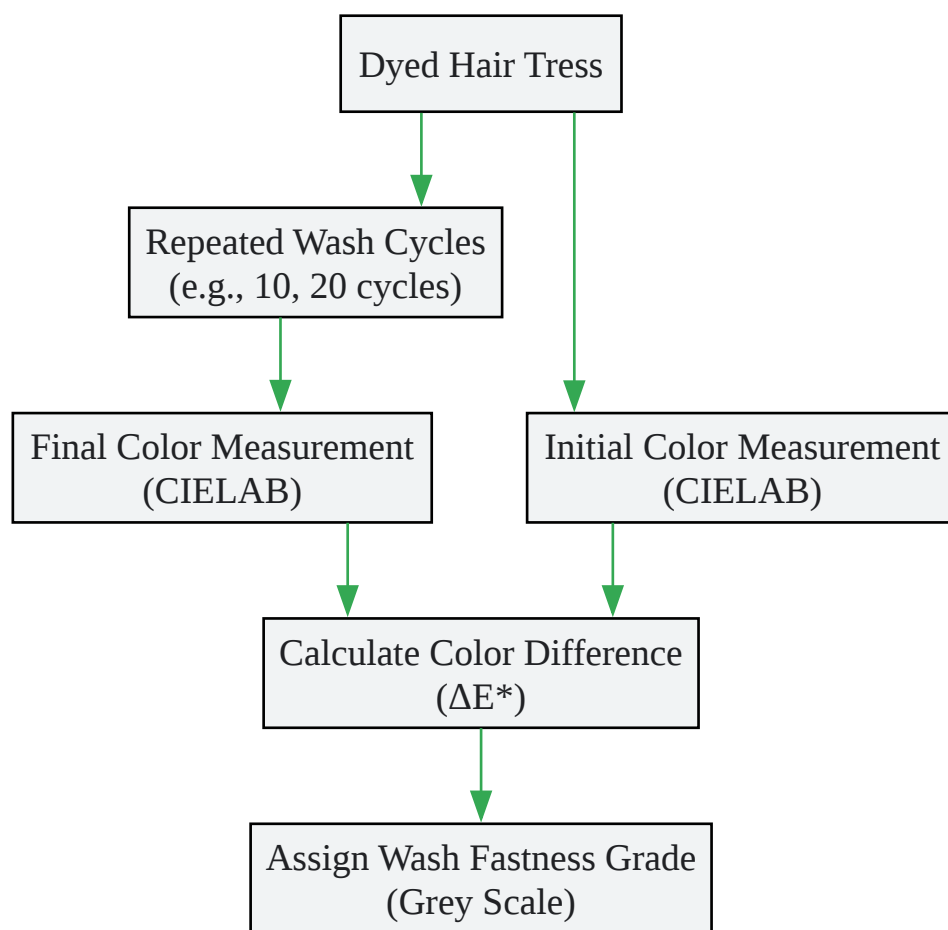 Dyed Hair Tress
Repeated Wash Cycles
(e.g., 10, 20 cycles)
Final Color Measurement
(CIELAB)
Initial Color Measurement
(CIELAB)
Calculate Color Difference
(ΔE*)
Assign Wash Fastness Grade
(Grey Scale)